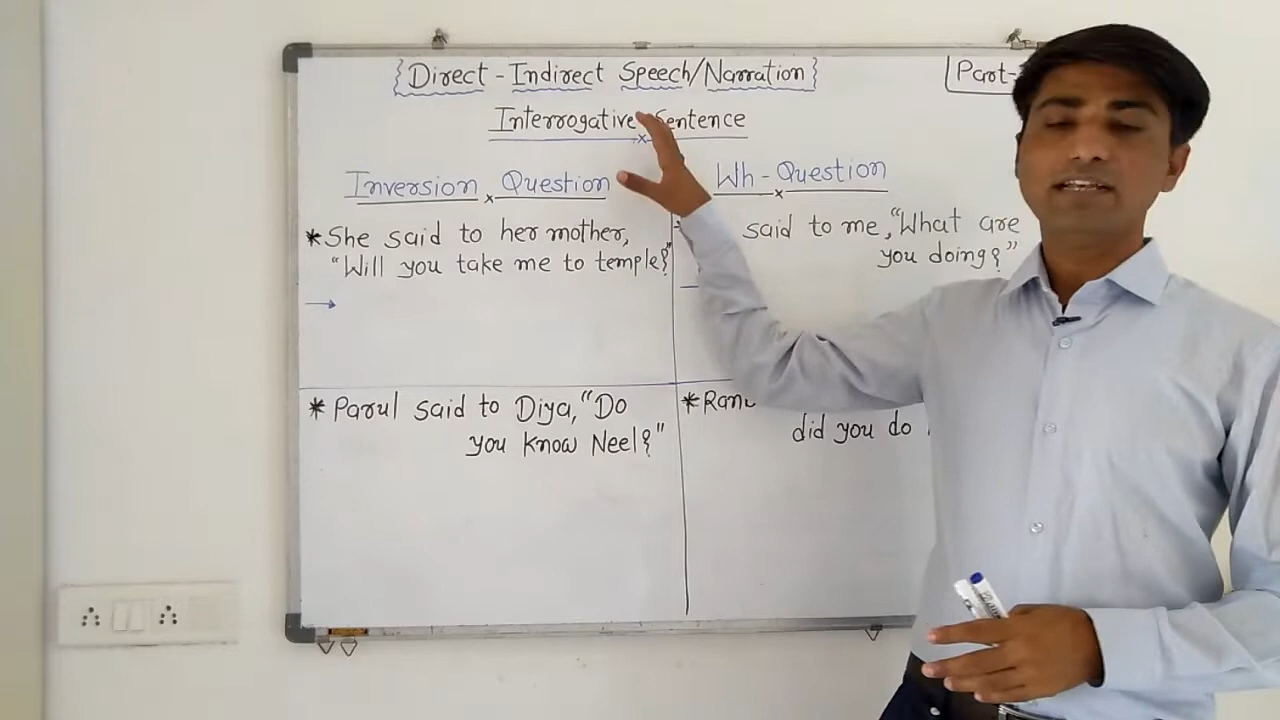 {Direct - Indirect Speech/Narration}
Part-
Interrogative Sentence
Inversion Question
Wh - Question
*She said to her mother,
"Will you take me to temple?"
said to me, "What are
you doing?"
*Parul said to Diya, "Do
you know Neel?"
*
did you do